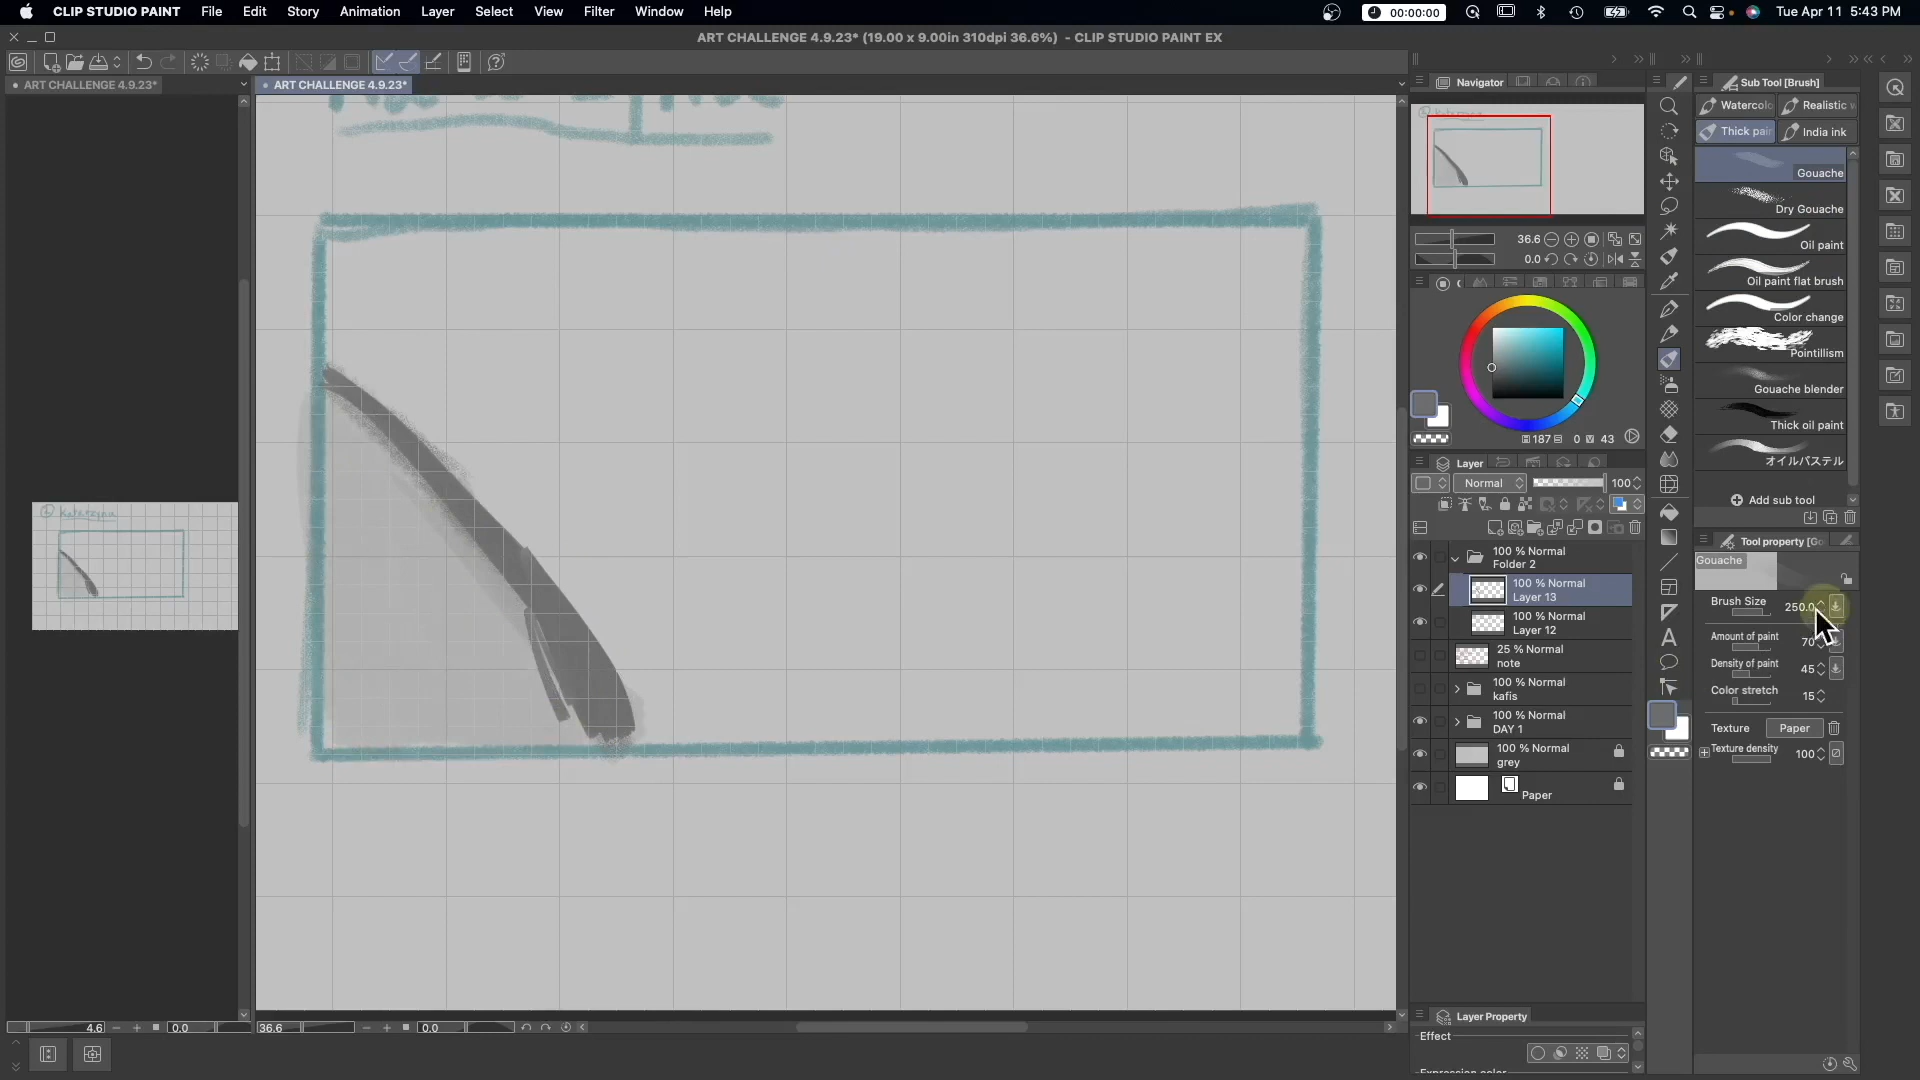 CLIP STUDIO PAINT File Edit Story Animation Layer Select View Filter Window Help 00:00:00 Tue Apr 11 5:43 PM
ART CHALLENGE 4.9.23* (19.00 x 9.00in 310dpi 36.6%) - CLIP STUDIO PAINT EX
ART CHALLENGE 4.9.23*
ART CHALLENGE 4.9.23*
Katarzyna
4.6 0.0
36.6 0.0
Navigator
36.6
0.0
187 0 43
Layer
Normal 100
100 % Normal
Folder 2
100 % Normal
Layer 13
100 % Normal
Layer 12
25 % Normal
note
100 % Normal
kafis
100 % Normal
DAY 1
100 % Normal
grey
Paper
Layer Property
Effect
Expression color
Sub Tool [Brush]
Watercolo Realistic w
Thick pain India ink
Gouache
Dry Gouache
Oil paint
Oil paint flat brush
Color change
Pointillism
Gouache blender
Thick oil paint
オイルパステル
Add sub tool
Tool property [Go
Gouache
Brush Size 250.0
Amount of paint 70
Density of paint 45
Color stretch 15
Texture Paper
Texture density 100